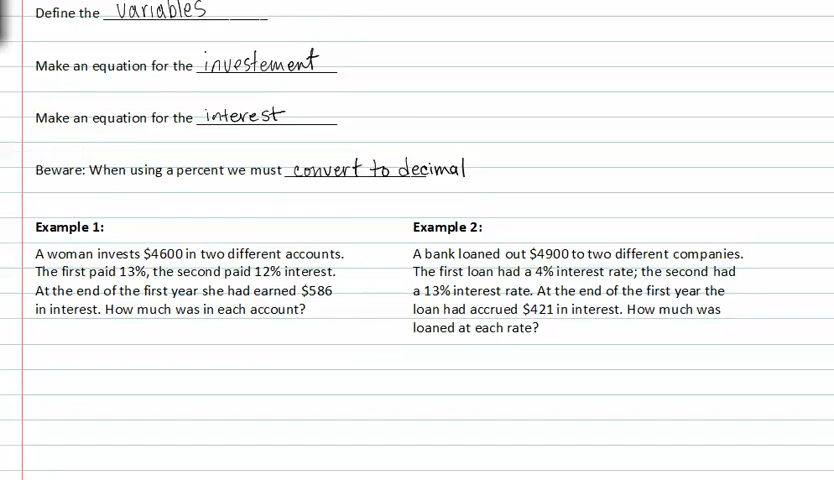 Define the variables
Make an equation for the investement
Make an equation for the interest
Beware: When using a percent we must convert to decimal
Example 1:
A woman invests $4600 in two different accounts.
The first paid 13%, the second paid 12% interest.
At the end of the first year she had earned $586
in interest. How much was in each account?
Example 2:
A bank loaned out $4900 to two different companies.
The first loan had a 4% interest rate; the second had
a 13% interest rate. At the end of the first year the
loan had accrued $421 in interest. How much was
loaned at each rate?